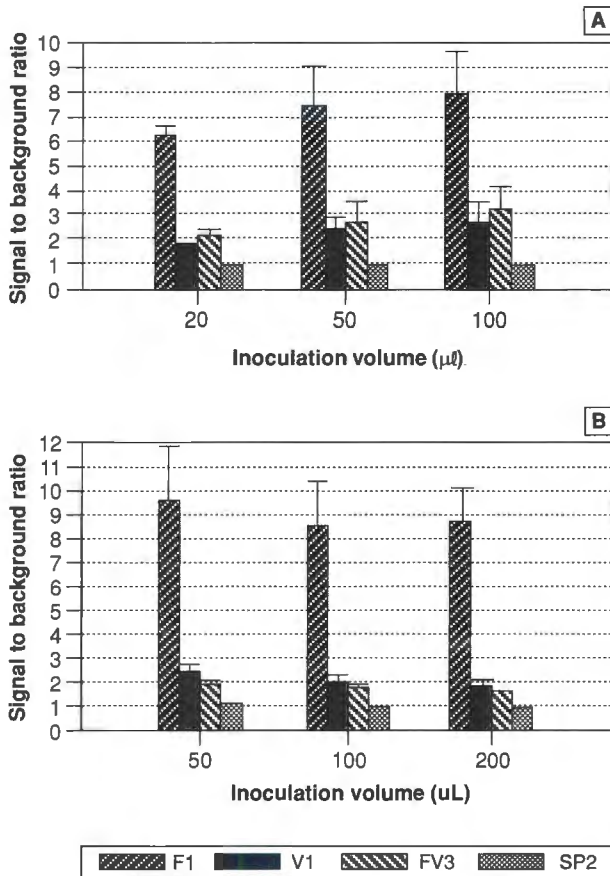 A
Signal to background ratio
10
9
8
7
6
5
4
3
2
1
0
20 50 100
Inoculation volume (µℓ).
B
Signal to background ratio
12
11
10
9
8
7
6
5
4
3
2
1
0
50 100 200
Inoculation volume (uL)
F1 V1 FV3 SP2